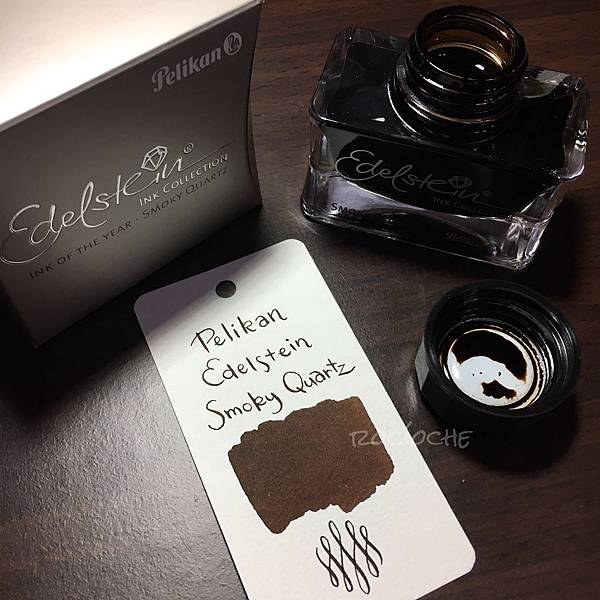 Pelikan
Edelstein®
INK COLLECTION
INK OF THE YEAR · SMOKY QUARTZ
Edelstein®
INK COLLECTION
Pelikan
Edelstein
Smoky Quartz